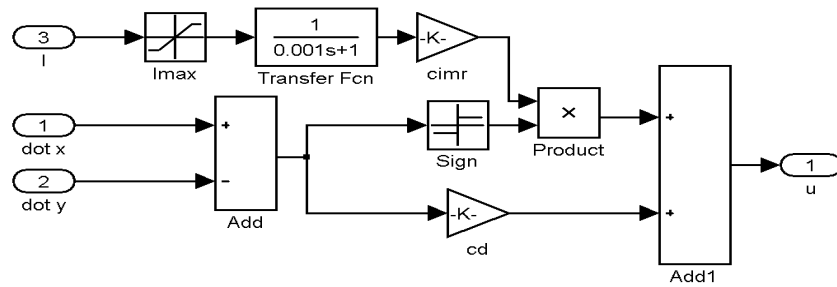 3
I
Imax
1
0.001s+1
Transfer Fcn
-K-
cimr
1
dot x
2
dot y
+
−
Add
Sign
×
Product
-K-
cd
+
+
Add1
1
u